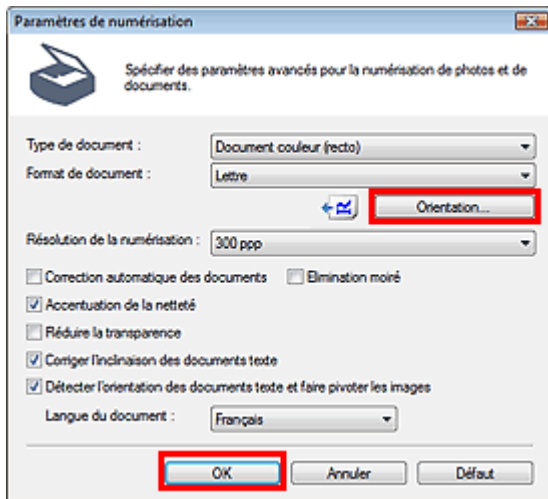 Paramètres de numérisation
Spécifier des paramètres avancés pour la numérisation de photos et de
documents.
Type de document : Document couleur (recto)
Format de document : Lettre
Orientation...
Résolution de la numérisation : 300 ppp
Correction automatique des documents Elimination moiré
Accentuation de la netteté
Réduire la transparence
Corriger l'inclinaison des documents texte
Détecter l'orientation des documents texte et faire pivoter les images
Langue du document : Français
OK Annuler Défaut